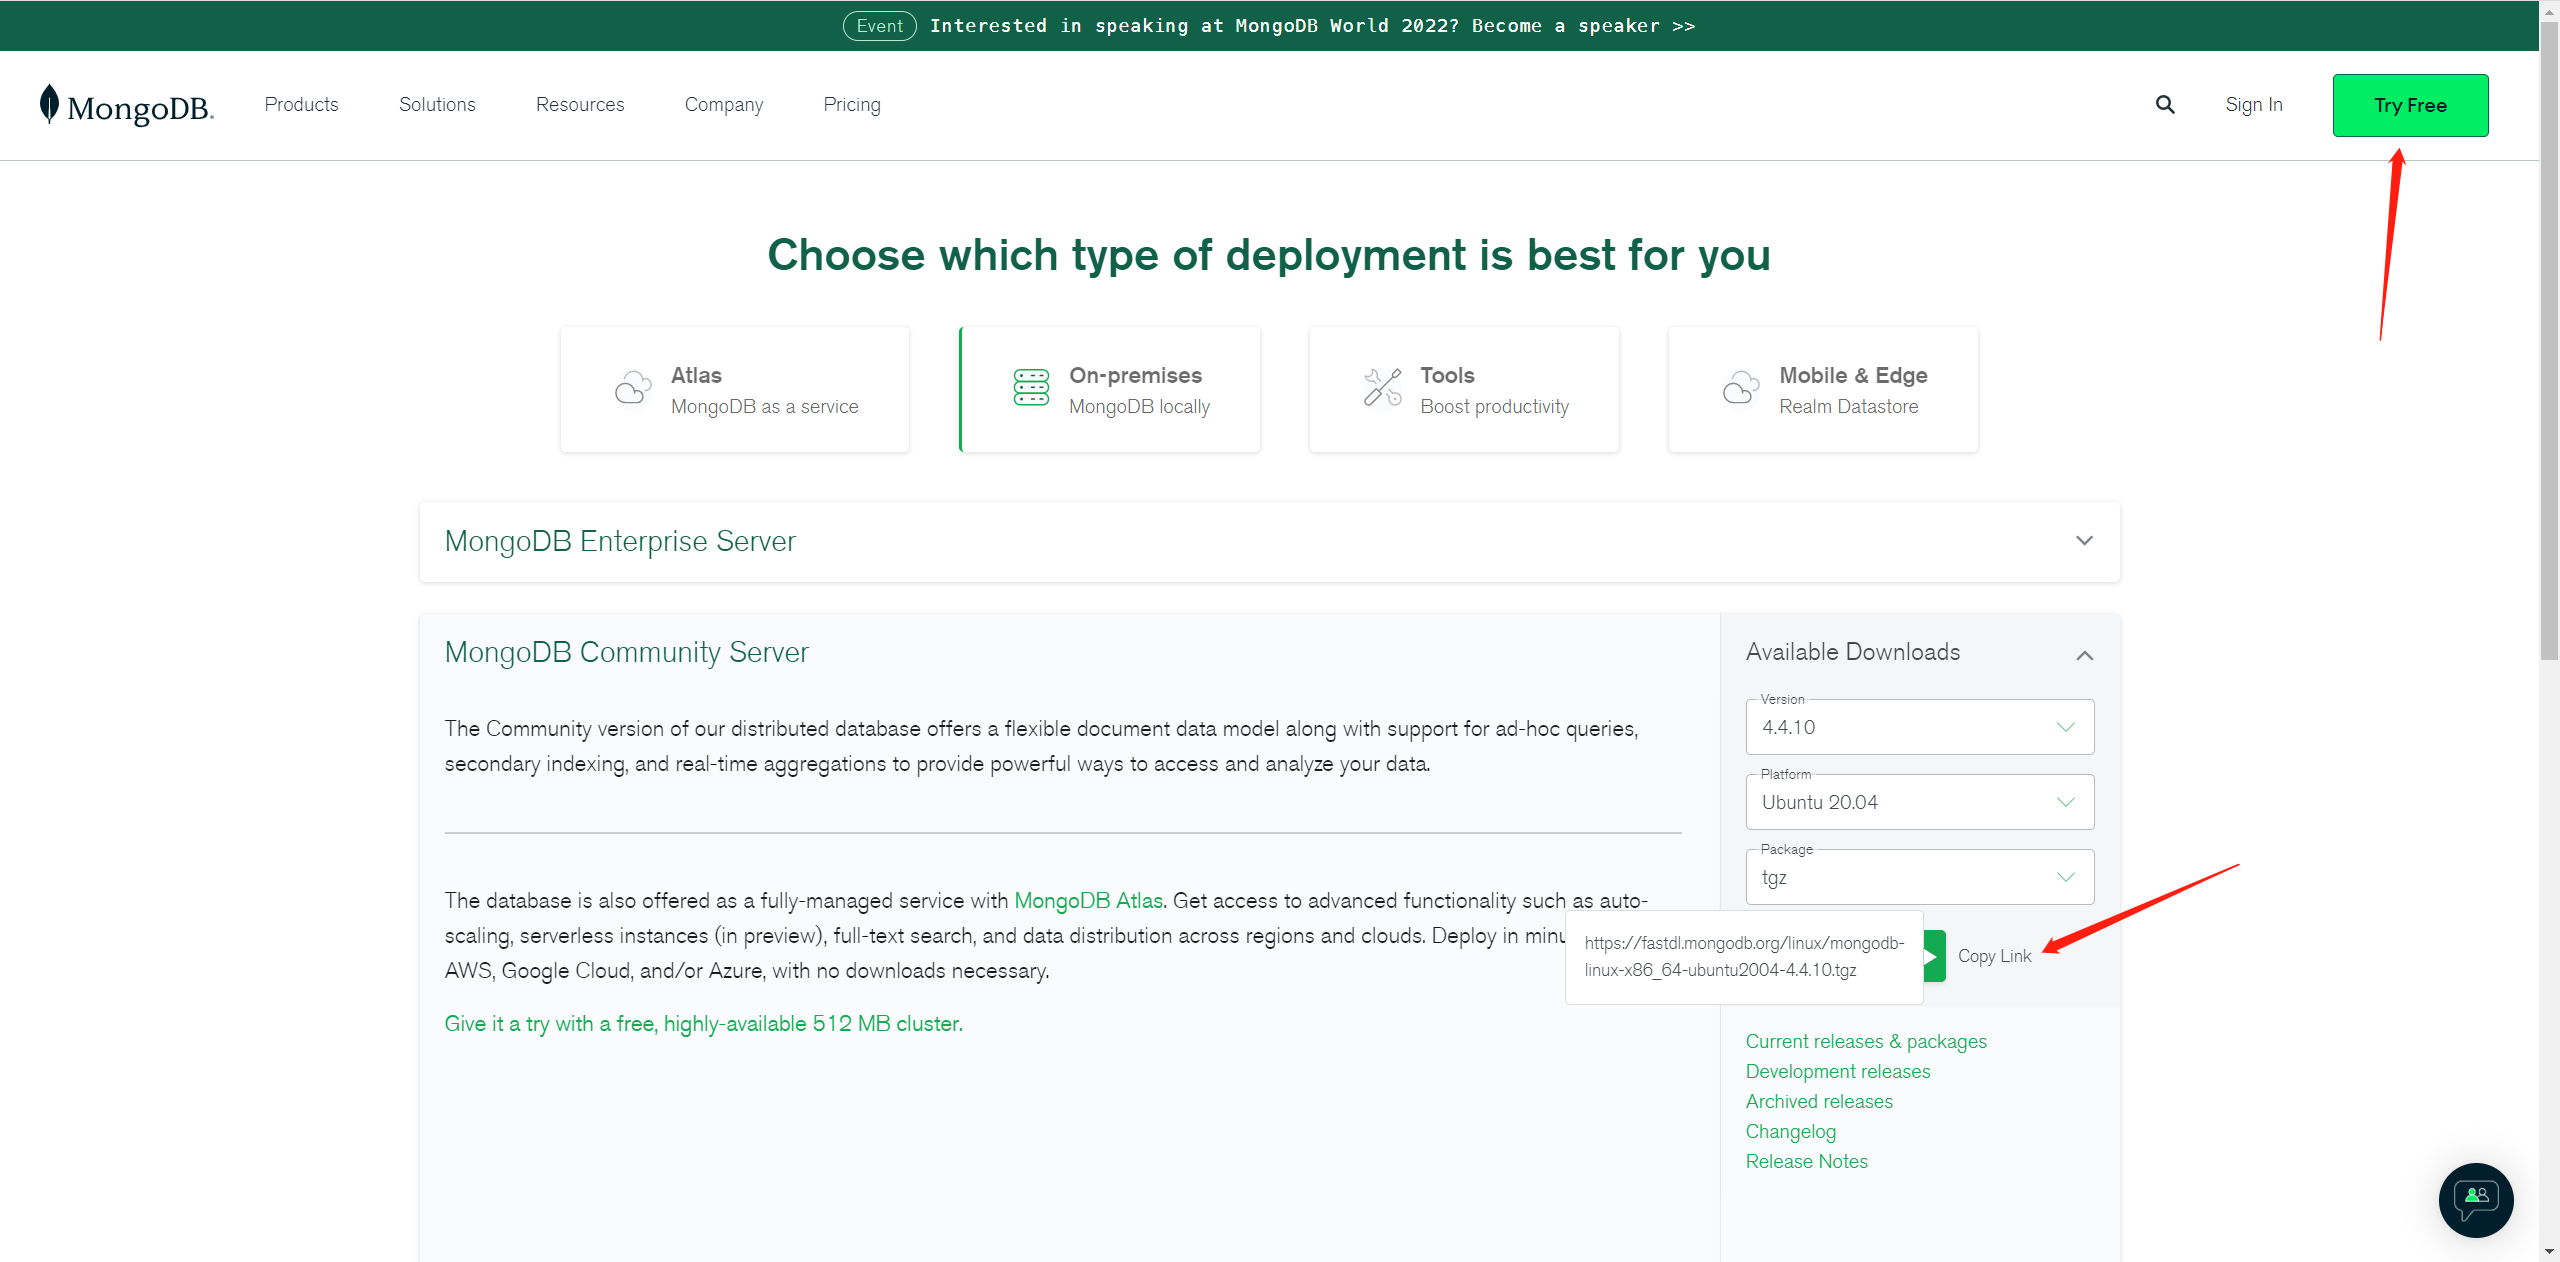 Event Interested in speaking at MongoDB World 2022? Become a speaker >>
MongoDB.
Products
Solutions
Resources
Company
Pricing
Sign In
Try Free
Choose which type of deployment is best for you
Atlas
MongoDB as a service
On-premises
MongoDB locally
Tools
Boost productivity
Mobile & Edge
Realm Datastore
MongoDB Enterprise Server
MongoDB Community Server
The Community version of our distributed database offers a flexible document data model along with support for ad-hoc queries,
secondary indexing, and real-time aggregations to provide powerful ways to access and analyze your data.
The database is also offered as a fully-managed service with MongoDB Atlas. Get access to advanced functionality such as auto-
scaling, serverless instances (in preview), full-text search, and data distribution across regions and clouds. Deploy in
AWS, Google Cloud, and/or Azure, with no downloads necessary.
Give it a try with a free, highly-available 512 MB cluster.
Available Downloads
Version
4.4.10
Platform
Ubuntu 20.04
Package
tgz
https://fastdl.mongodb.org/linux/mongodb-
linux-x86_64-ubuntu2004-4.4.10.tgz
Copy Link
Current releases & packages
Development releases
Archived releases
Changelog
Release Notes